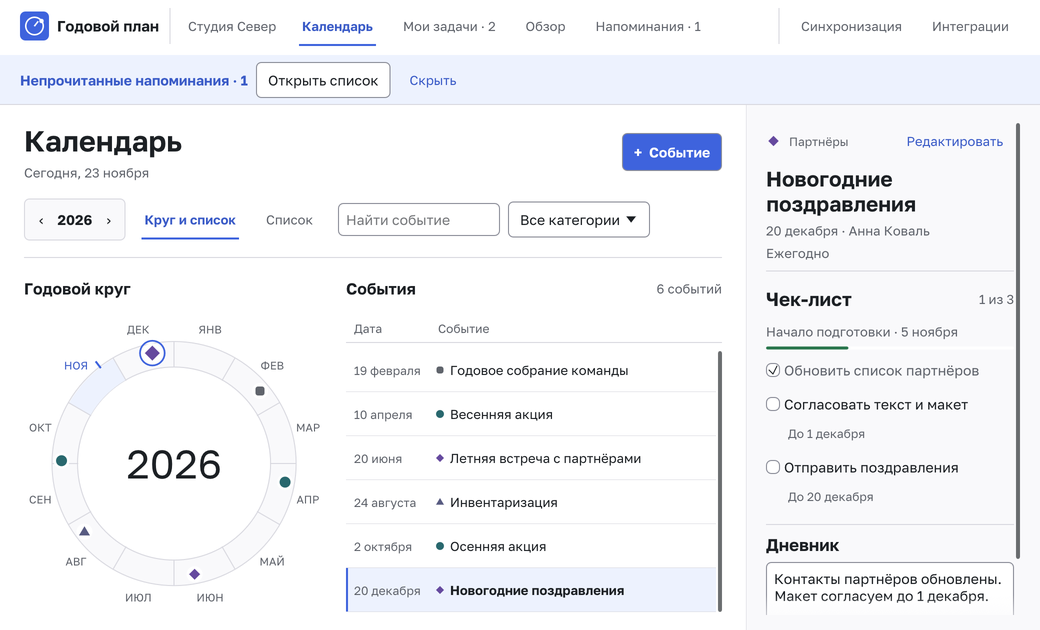 Годовой план
Студия Север
Календарь
Мои задачи · 2
Обзор
Напоминания · 1
Синхронизация
Интеграции
Непрочитанные напоминания · 1
Открыть список
Скрыть
Календарь
Сегодня, 23 ноября
+ Событие
‹ 2026 ›
Круг и список
Список
Найти событие
Все категории ▼
Годовой круг
ДЕК
ЯНВ
НОЯ
ФЕВ
ОКТ
МАР
2026
СЕН
АПР
АВГ
МАЙ
ИЮЛ
ИЮН
События
6 событий
Дата Событие
19 февраля Годовое собрание команды
10 апреля Весенняя акция
20 июня Летняя встреча с партнёрами
24 августа Инвентаризация
2 октября Осенняя акция
20 декабря Новогодние поздравления
Партнёры
Редактировать
Новогодние
поздравления
20 декабря · Анна Коваль
Ежегодно
Чек-лист
1 из 3
Начало подготовки · 5 ноября
Обновить список партнёров
Согласовать текст и макет
До 1 декабря
Отправить поздравления
До 20 декабря
Дневник
Контакты партнёров обновлены.
Макет согласуем до 1 декабря.